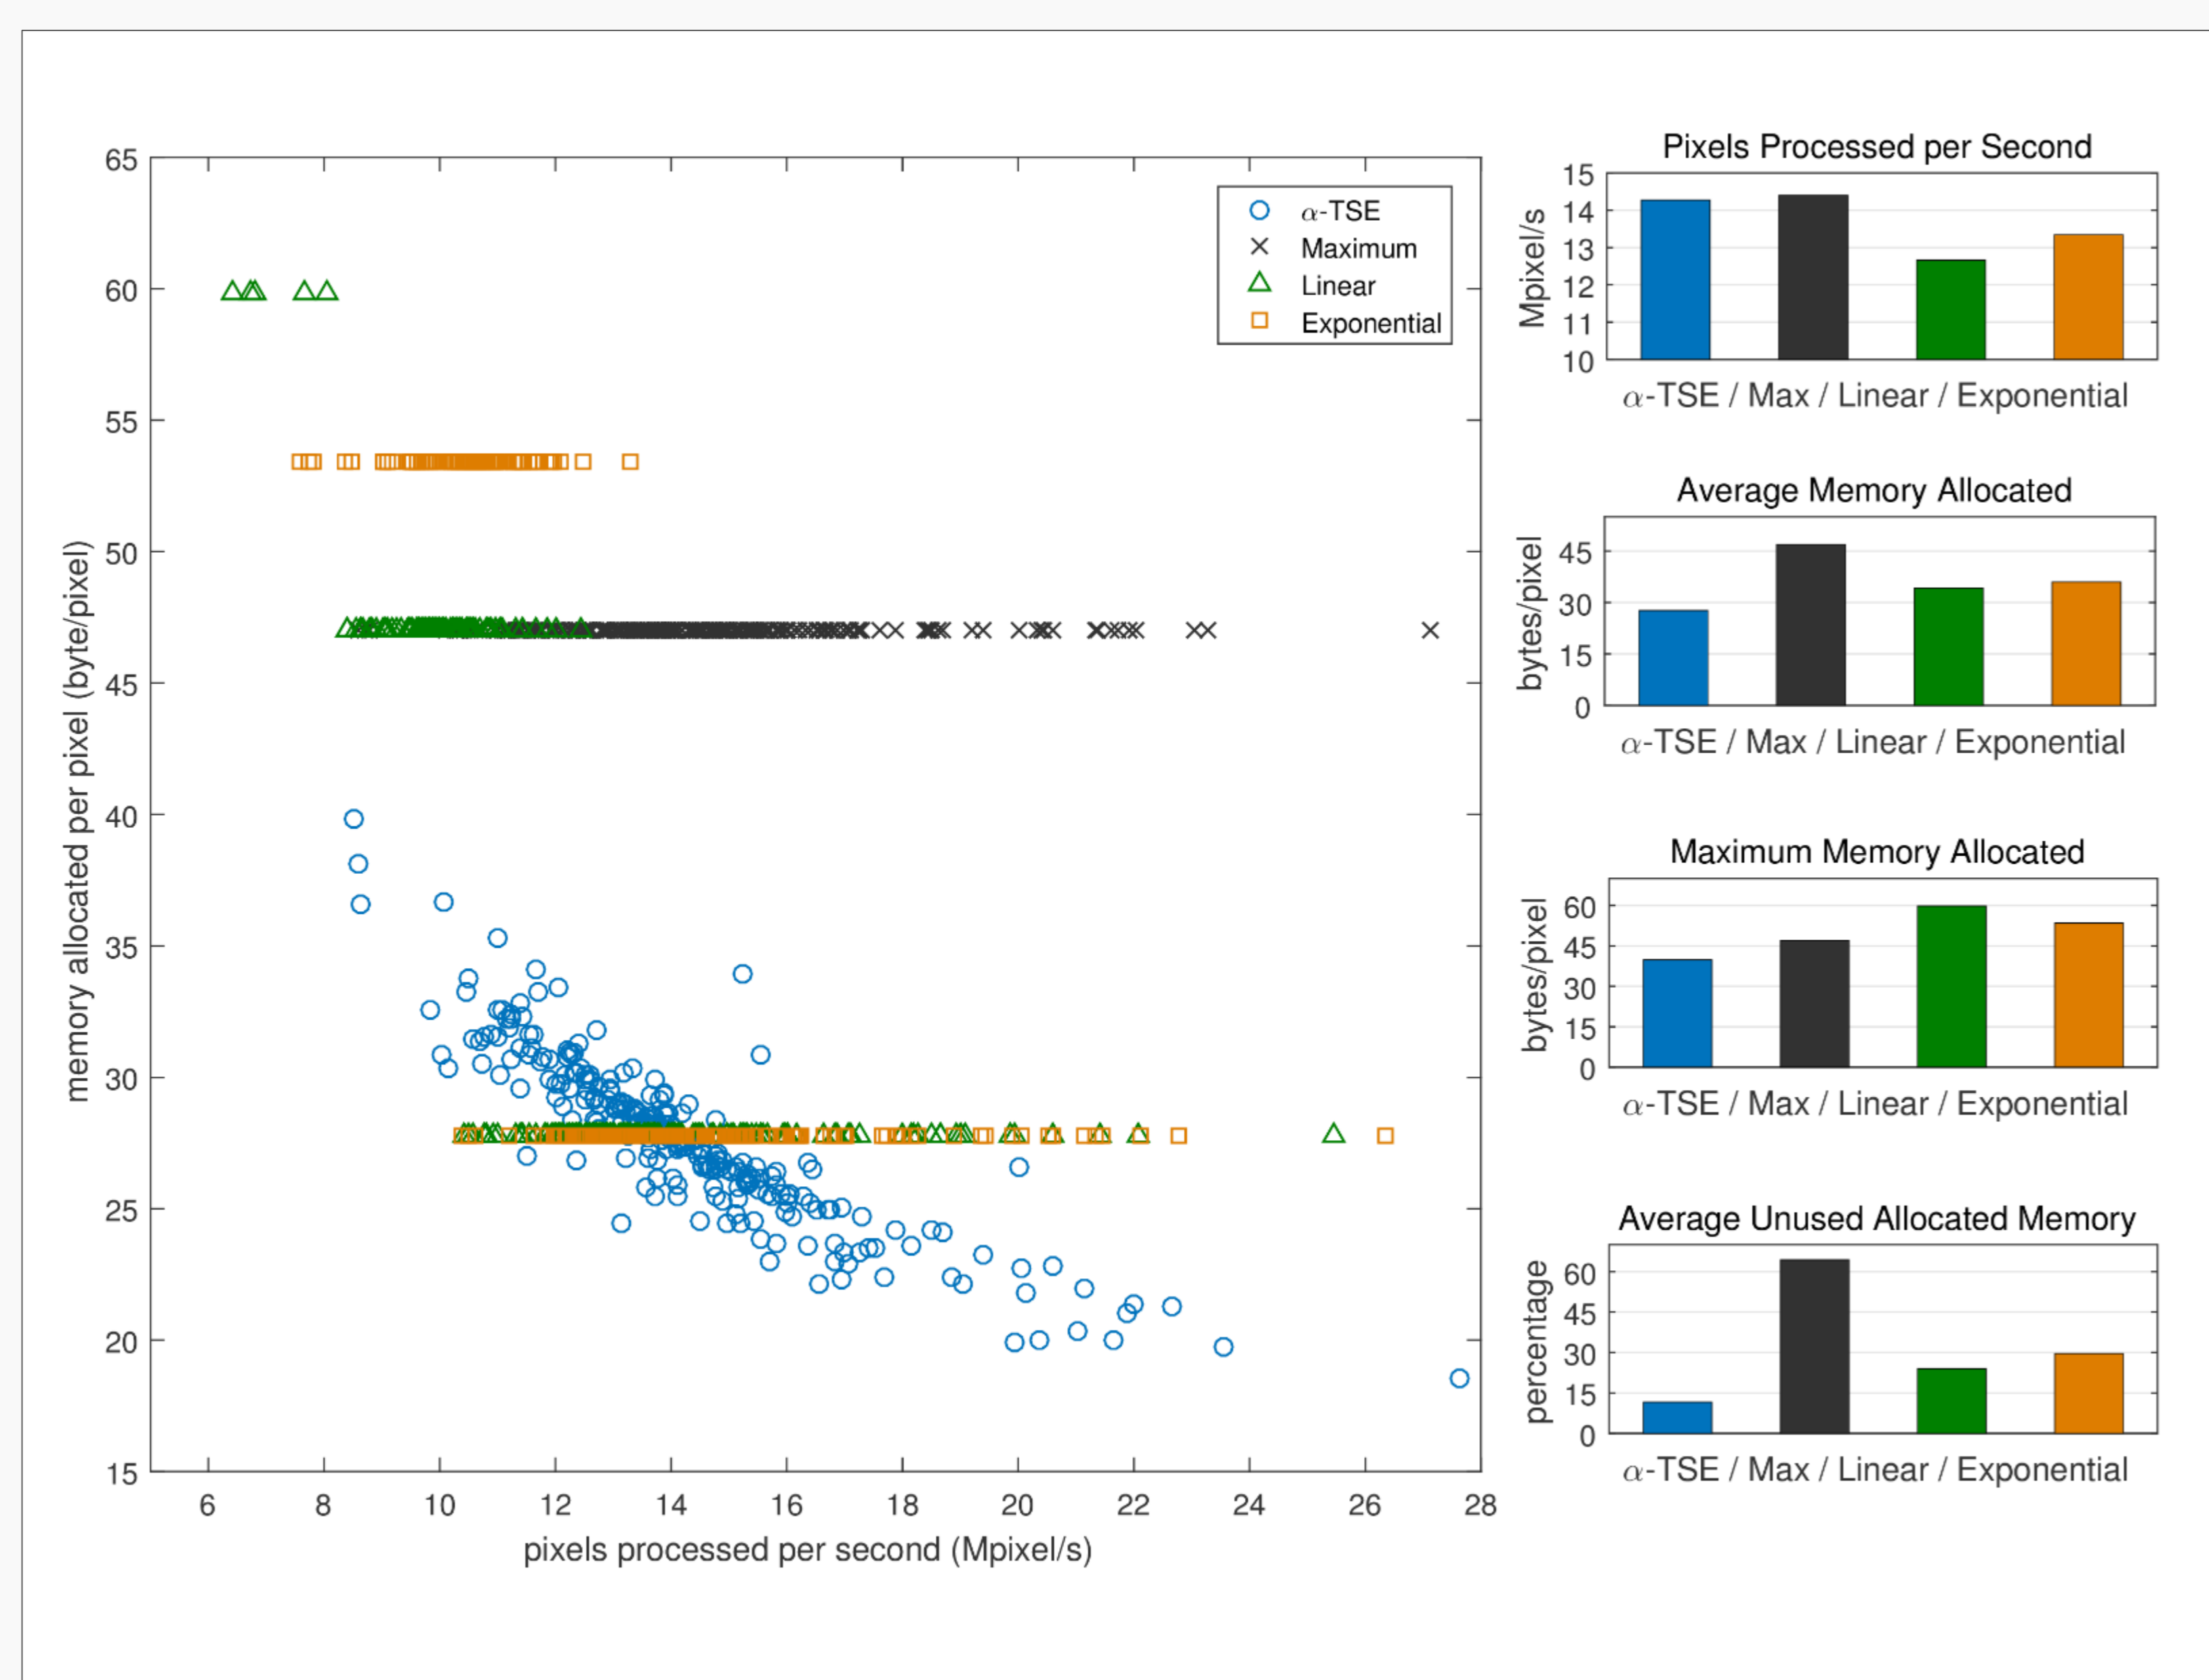 65
60
55
50
45
40
35
30
25
20
15
memory allocated per pixel (byte/pixel)
6 8 10 12 14 16 18 20 22 24 26 28
pixels processed per second (Mpixel/s)
α-TSE
Maximum
Linear
Exponential
Pixels Processed per Second
15
14
13
12
11
10
Mpixel/s
α-TSE / Max / Linear / Exponential
Average Memory Allocated
45
30
15
0
bytes/pixel
α-TSE / Max / Linear / Exponential
Maximum Memory Allocated
60
45
30
15
0
bytes/pixel
α-TSE / Max / Linear / Exponential
Average Unused Allocated Memory
60
45
30
15
0
percentage
α-TSE / Max / Linear / Exponential